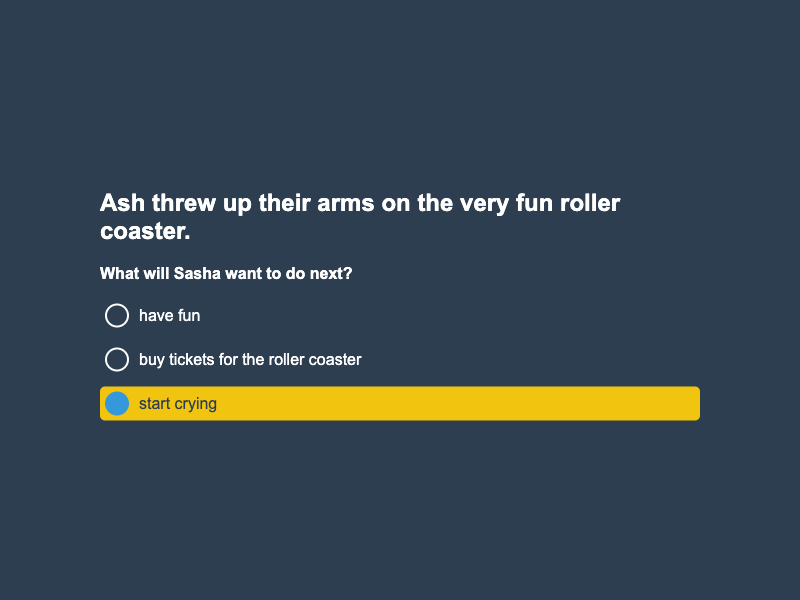 Ash threw up their arms on the very fun roller
coaster.
What will Sasha want to do next?
have fun
buy tickets for the roller coaster
start crying